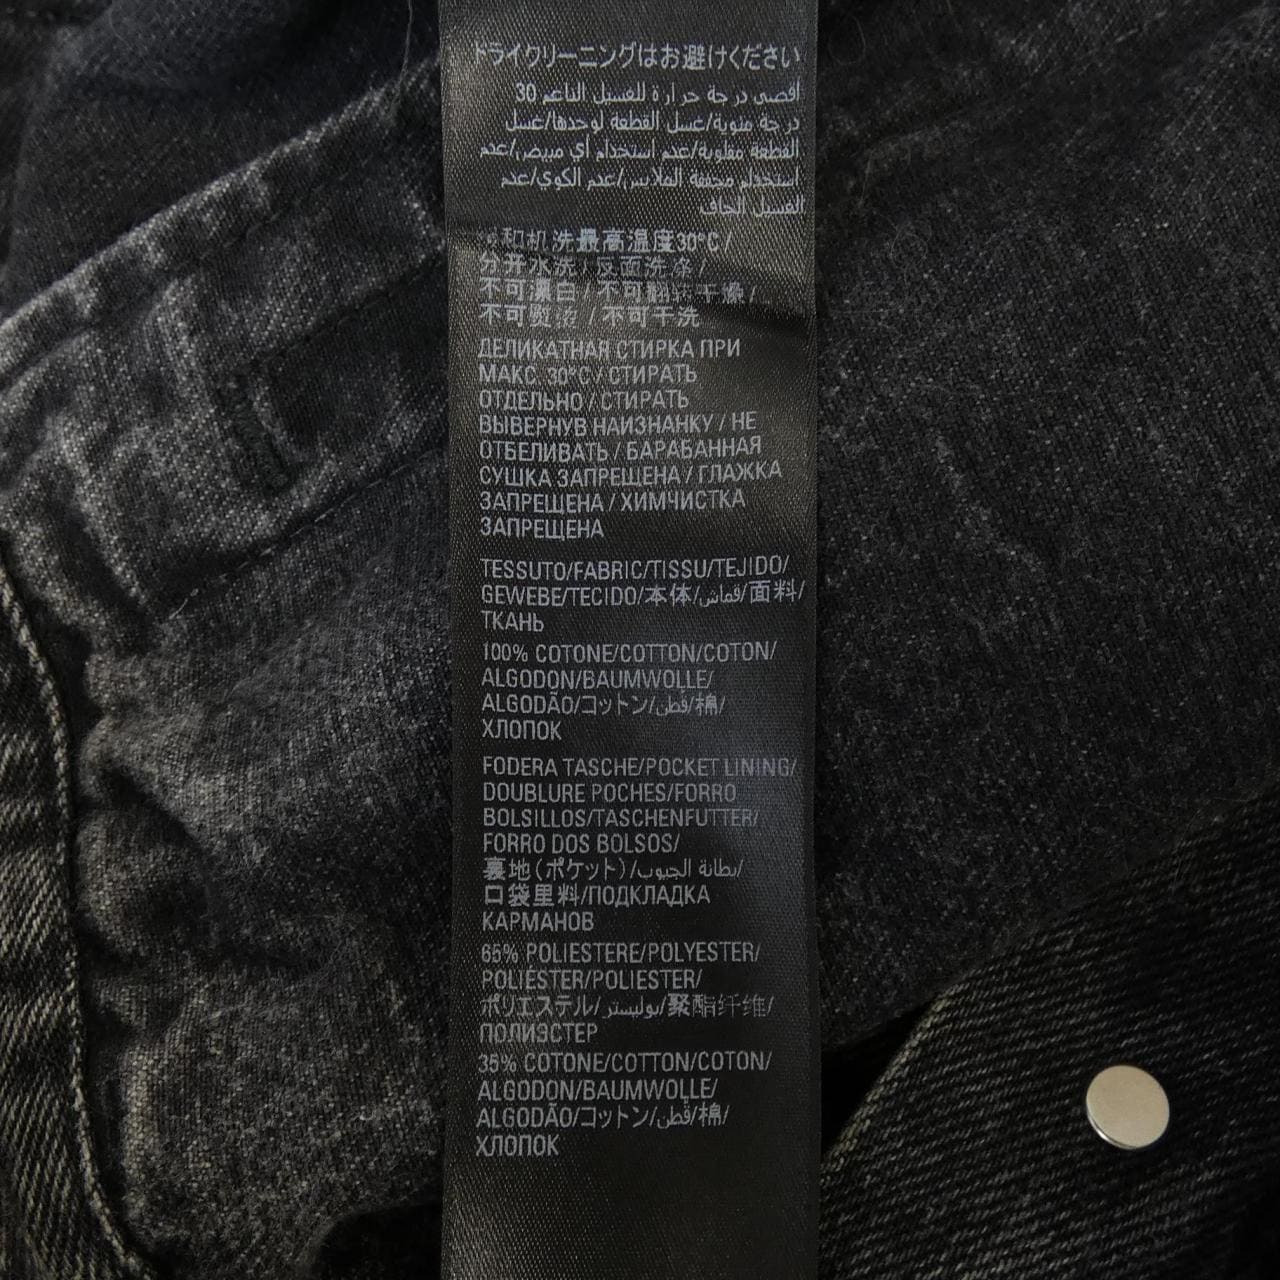 ドライクリーニングはお避けください
أقصى درجة حرارة للغسيل الناعم 30
درجة مئوية/غسل القطعة لوحدها/غسل
القطعة مقلوبة/عدم استخدام أي مبيض/عدم
استخدام مجففة الملابس/عدم الكوي/عدم
الغسيل الجاف
和机洗最高温度30°C/
分开水洗/反面洗涤/
不可漂白/不可翻转干燥/
不可熨烫/不可干洗
ДЕЛИКАТНАЯ СТИРКА ПРИ
МАКС. 30°C / СТИРАТЬ
ОТДЕЛЬНО / СТИРАТЬ
ВЫВЕРНУВ НАИЗНАНКУ / НЕ
ОТБЕЛИВАТЬ / БАРАБАННАЯ
СУШКА ЗАПРЕЩЕНА / ГЛАЖКА
ЗАПРЕЩЕНА / ХИМЧИСТКА
ЗАПРЕЩЕНА
TESSUTO/FABRIC/TISSU/TEJIDO/
GEWEBE/TECIDO/本体/قماش/面料/
ТКАНЬ
100% COTONE/COTTON/COTON/
ALGODON/BAUMWOLLE/
ALGODÃO/コットン/قطن/棉/
ХЛОПОК
FODERA TASCHE/POCKET LINING/
DOUBLURE POCHES/FORRO
BOLSILLOS/TASCHENFUTTER/
FORRO DOS BOLSOS/
裏地(ポケット)/بطانة الجيوب/
口袋里料/ПОДКЛАДКА
КАРМАНОВ
65% POLIESTERE/POLYESTER/
POLIÉSTER/POLIESTER/
ポリエステル/بوليستر/聚酯纤维/
ПОЛИЭСТЕР
35% COTONE/COTTON/COTON/
ALGODON/BAUMWOLLE/
ALGODÃO/コットン/قطن/棉/
ХЛОПОК